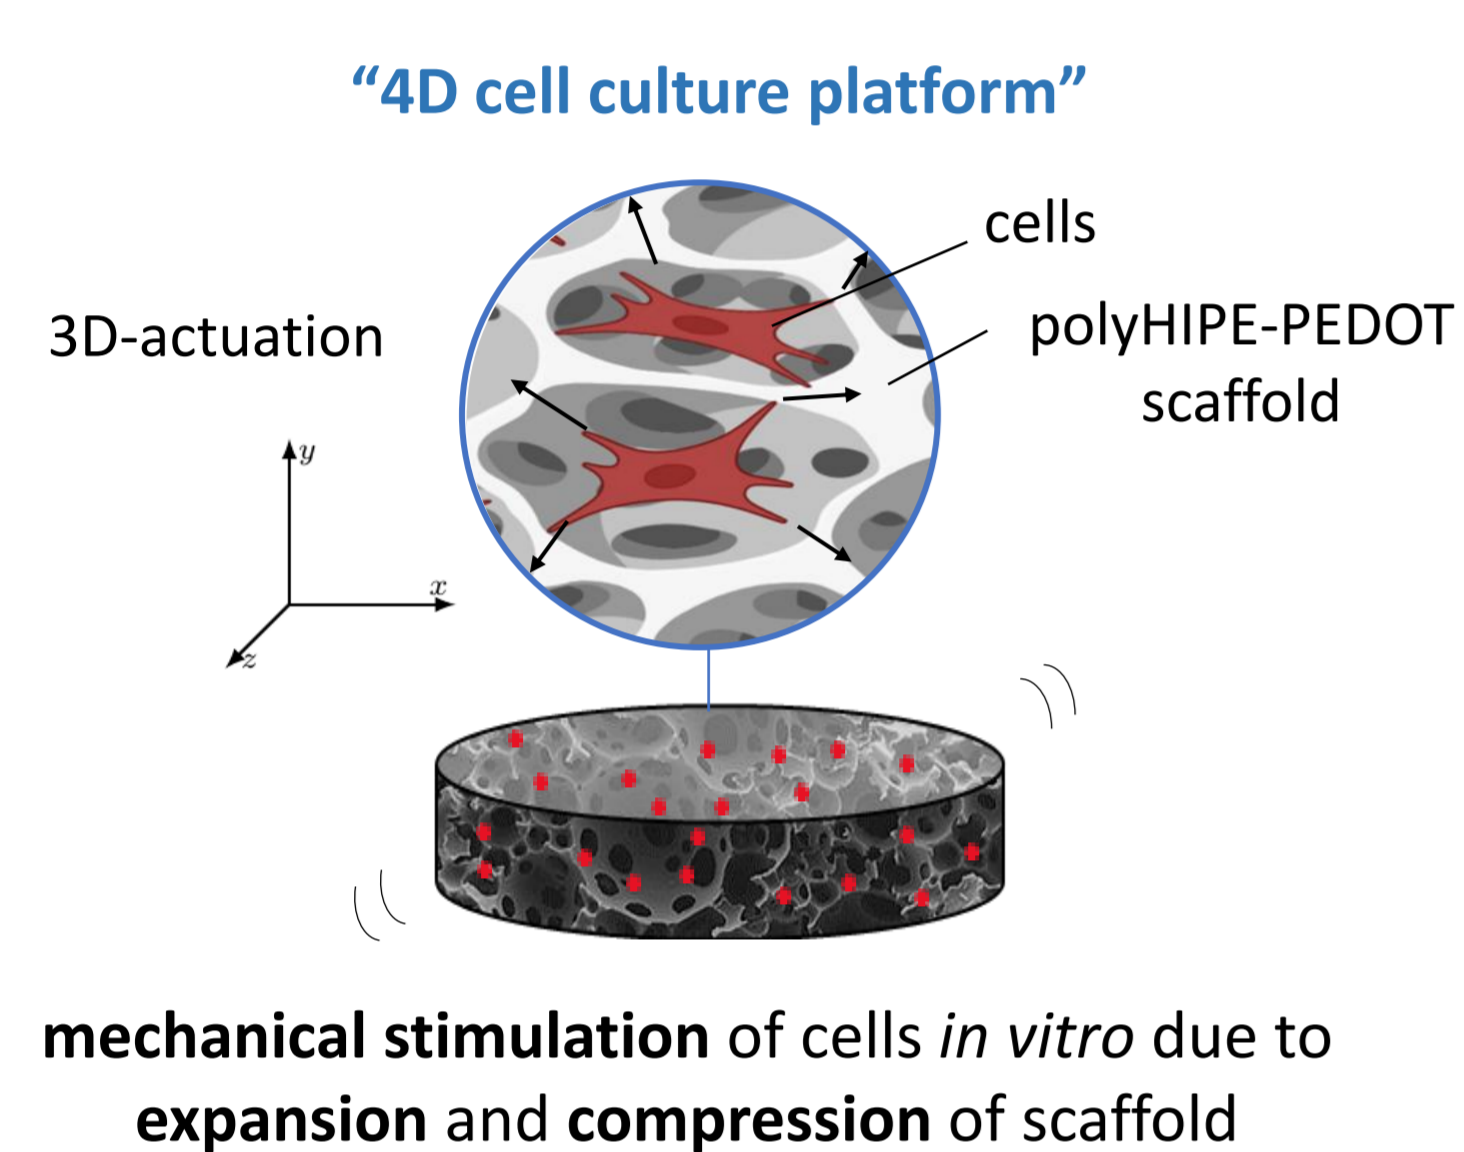 “4D cell culture platform”
cells
3D-actuation
polyHIPE-PEDOT
scaffold
y
x
z
mechanical stimulation of cells in vitro due to
expansion and compression of scaffold